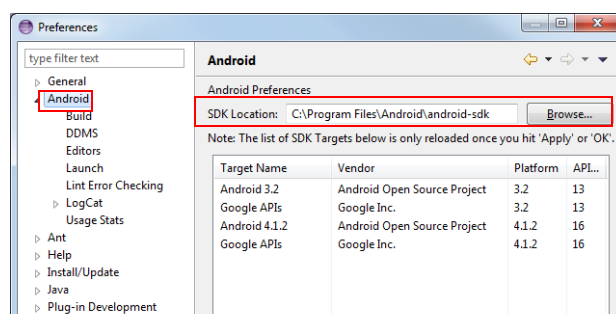 Preferences
type filter text
General
Android
Build
DDMS
Editors
Launch
Lint Error Checking
LogCat
Usage Stats
Ant
Help
Install/Update
Java
Plug-in Development
Android
Android Preferences
SDK Location: C:\Program Files\Android\android-sdk Browse...
Note: The list of SDK Targets below is only reloaded once you hit 'Apply' or 'OK'.
Target Name Vendor Platform API...
Android 3.2 Android Open Source Project 3.2 13
Google APIs Google Inc. 3.2 13
Android 4.1.2 Android Open Source Project 4.1.2 16
Google APIs Google Inc. 4.1.2 16